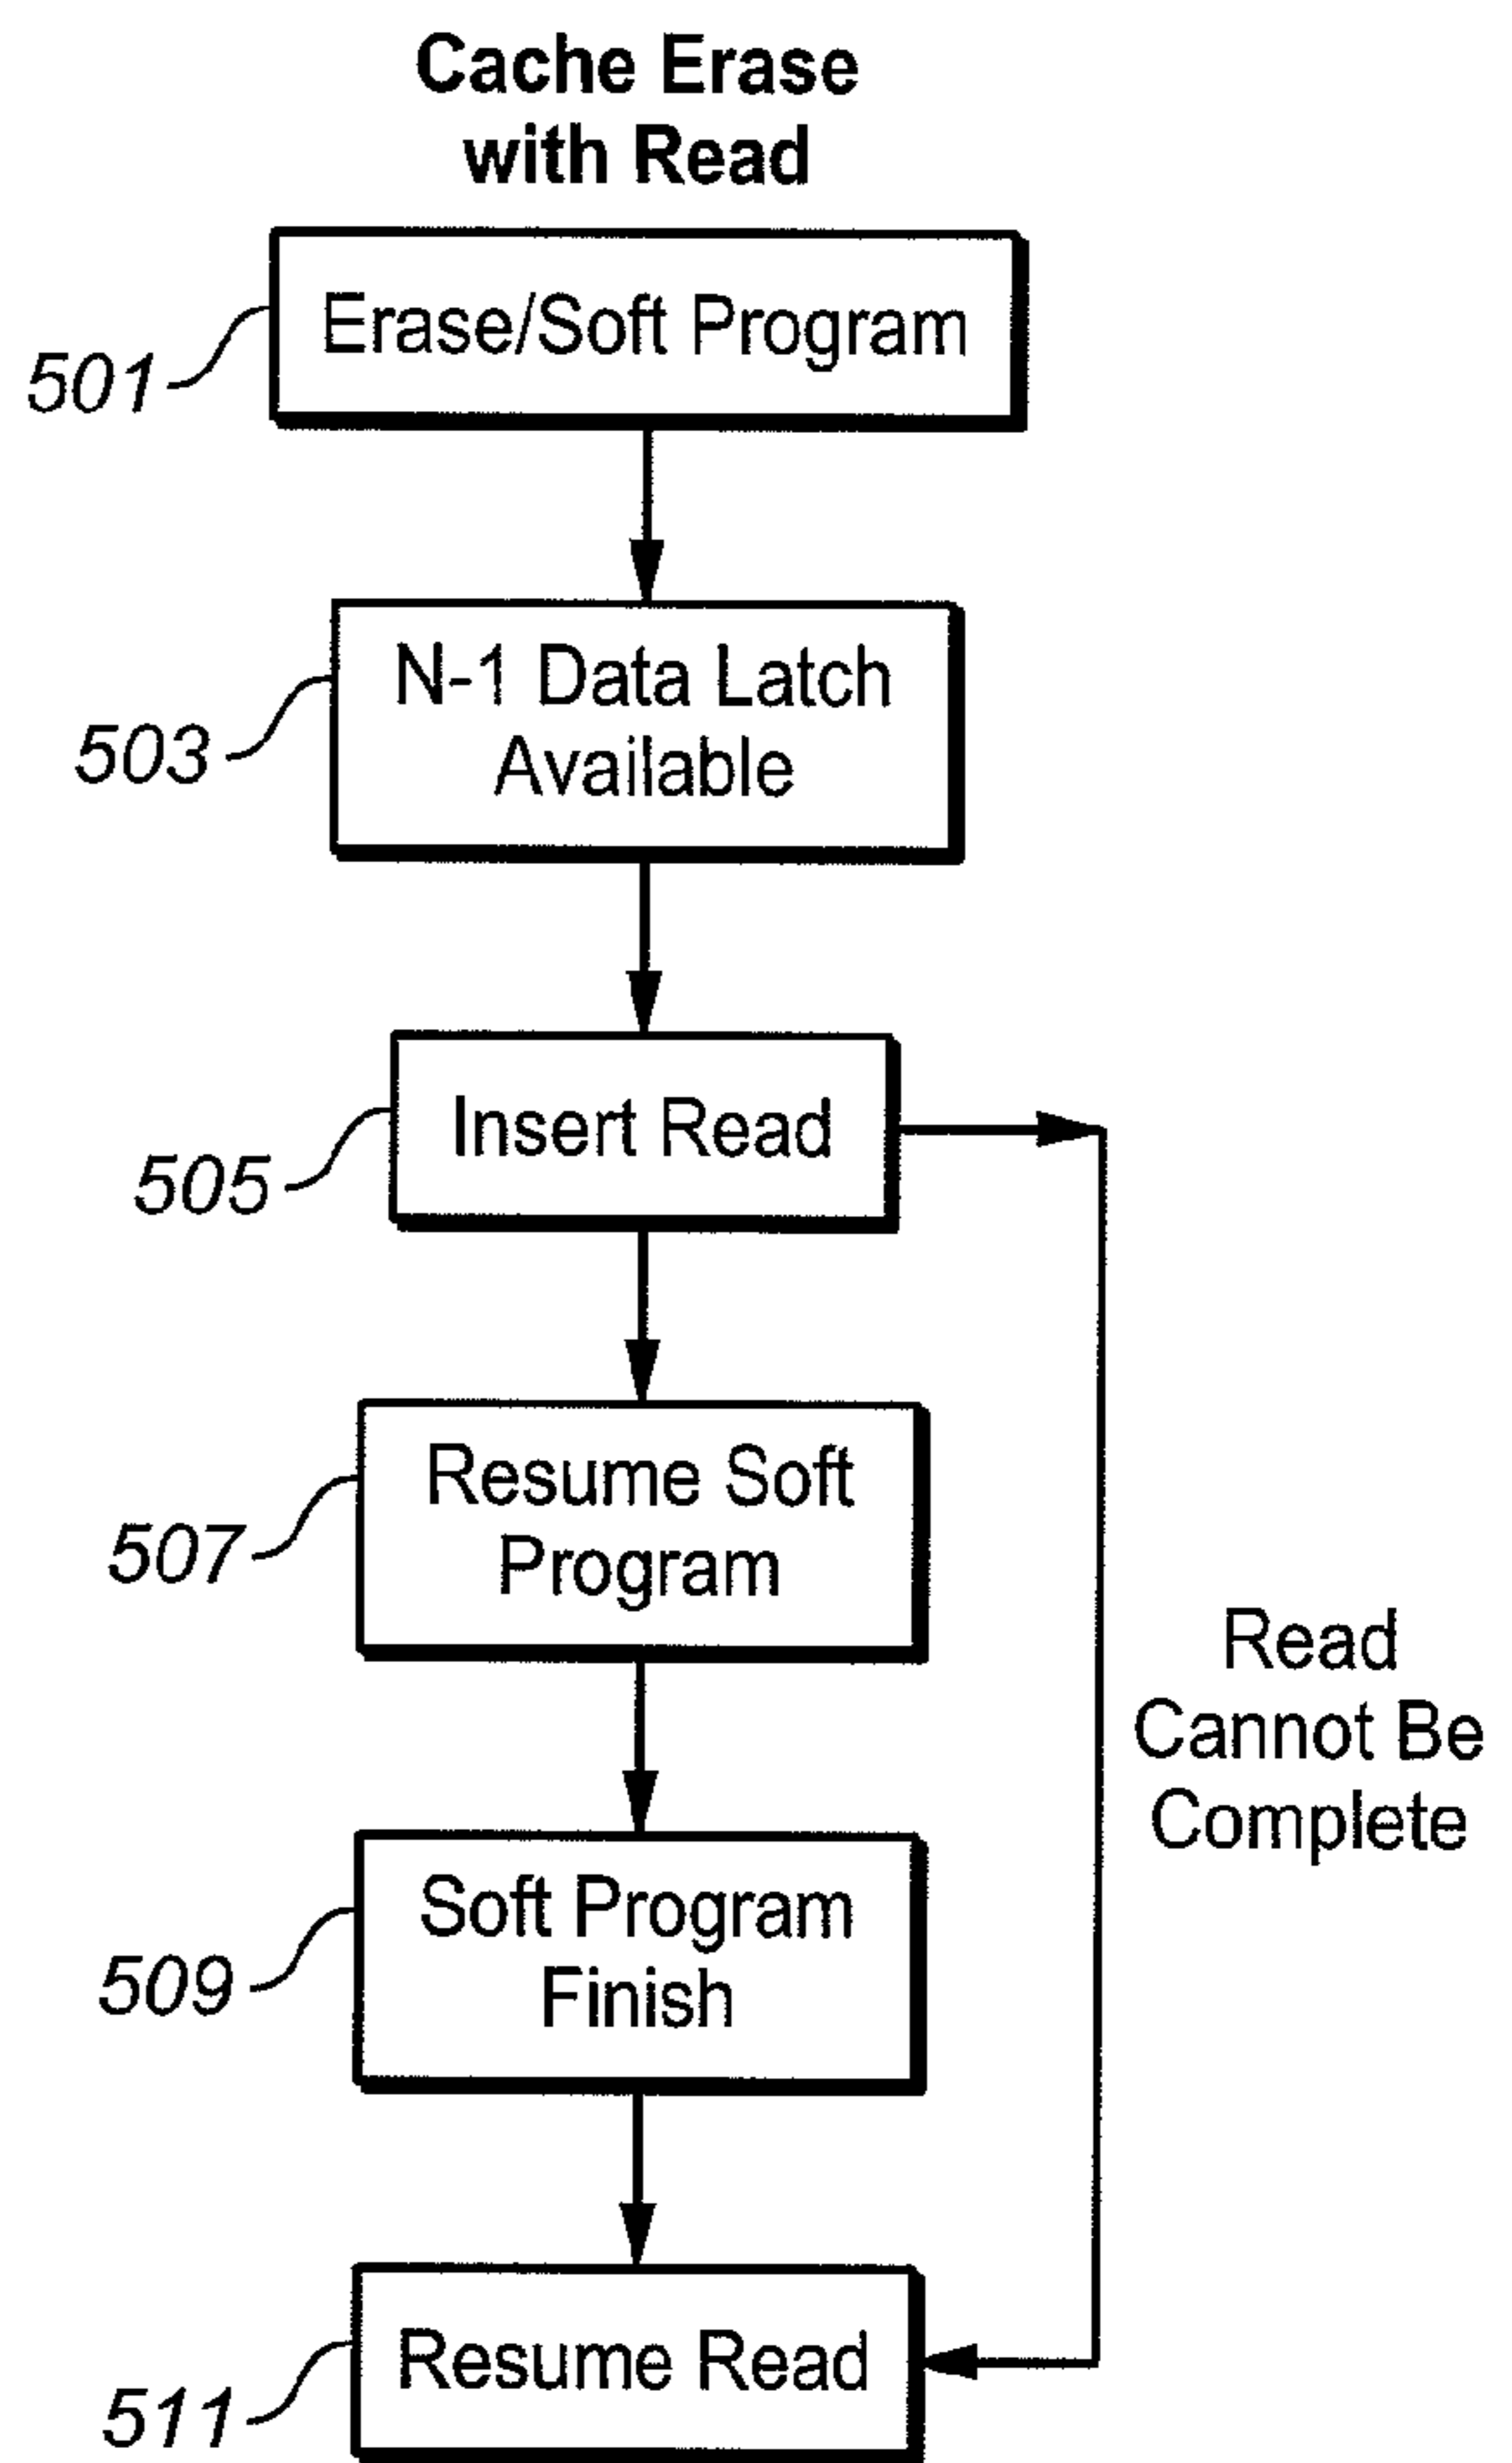 Cache Erase
with Read
Erase/Soft Program
501
N-1 Data Latch
Available
503
Insert Read
505
Resume Soft
Program
507
Read
Cannot Be
Complete
Soft Program
Finish
509
Resume Read
511